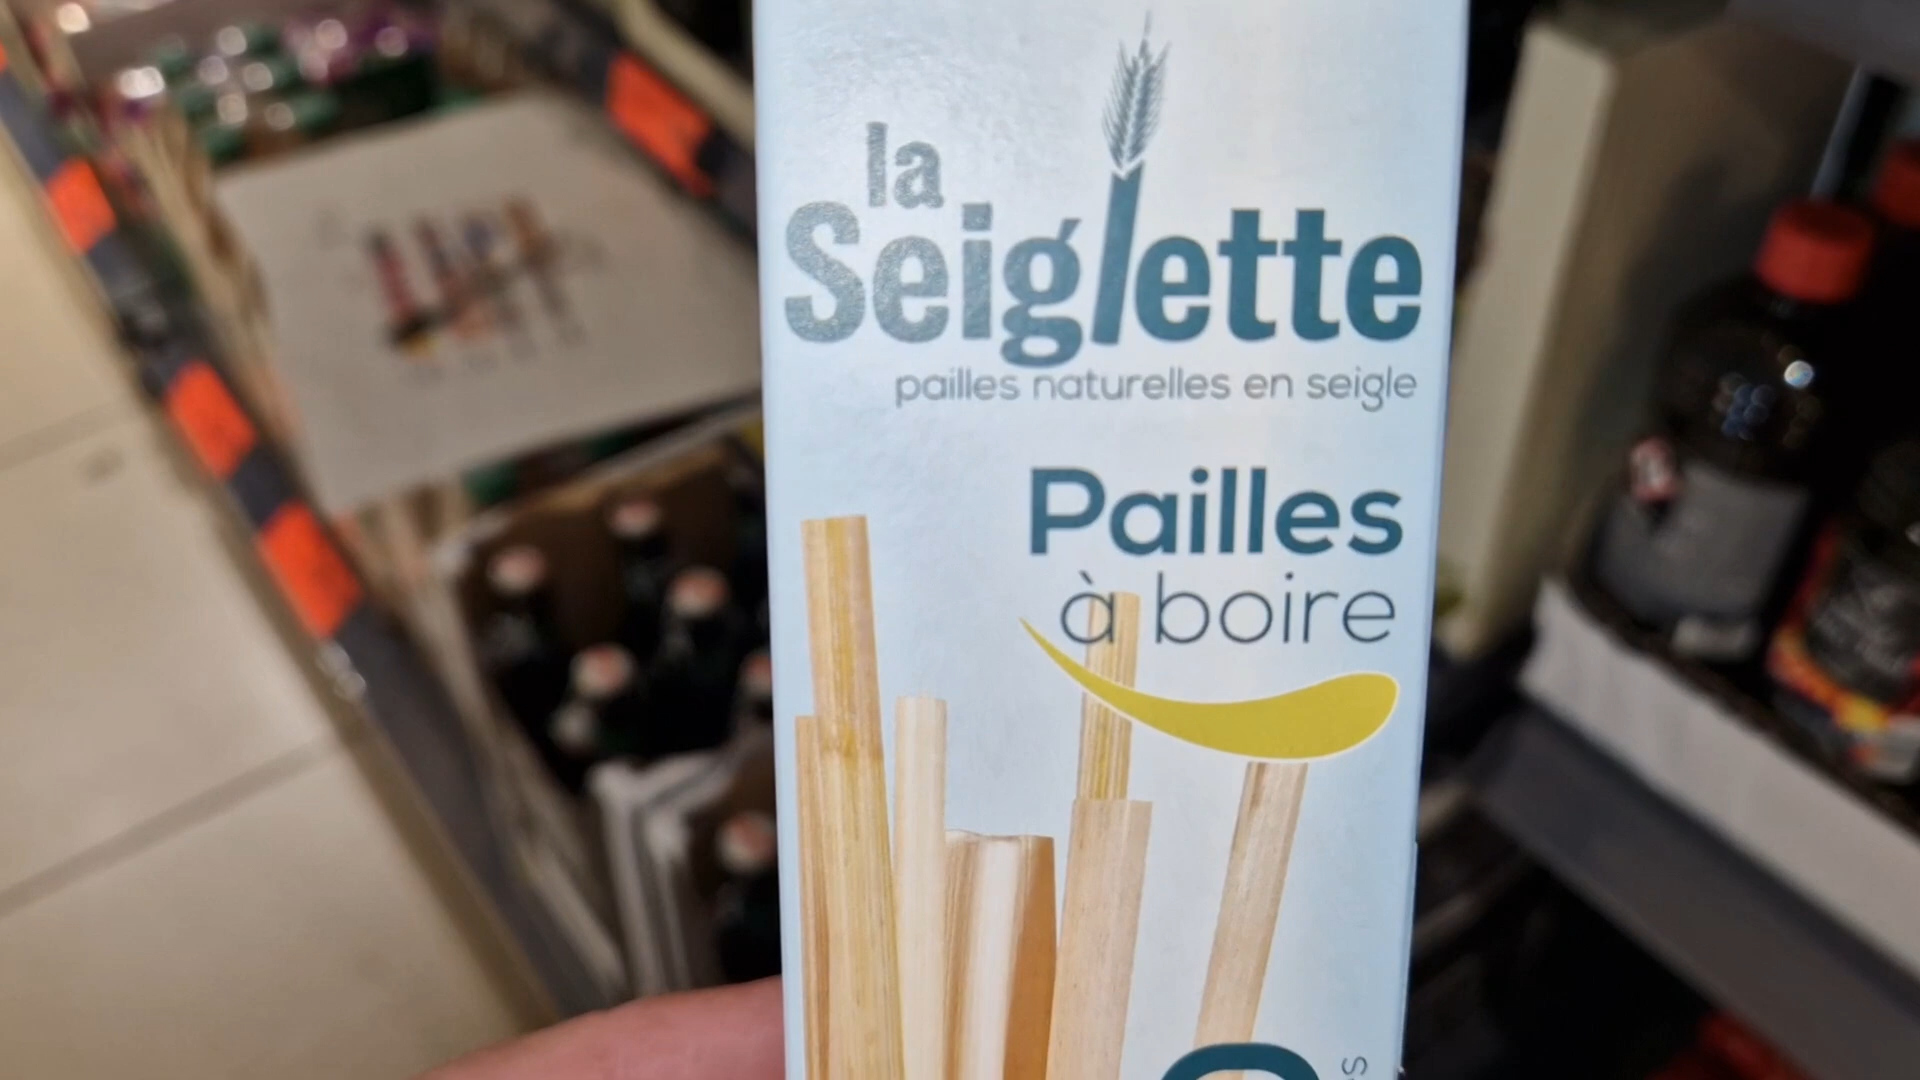 la
Seiglette
pailles naturelles en seigle
Pailles
à boire